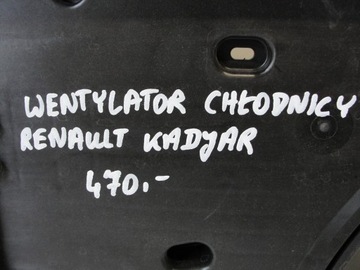 WENTYLATOR CHŁODNICY
RENAULT KADJAR
470.-